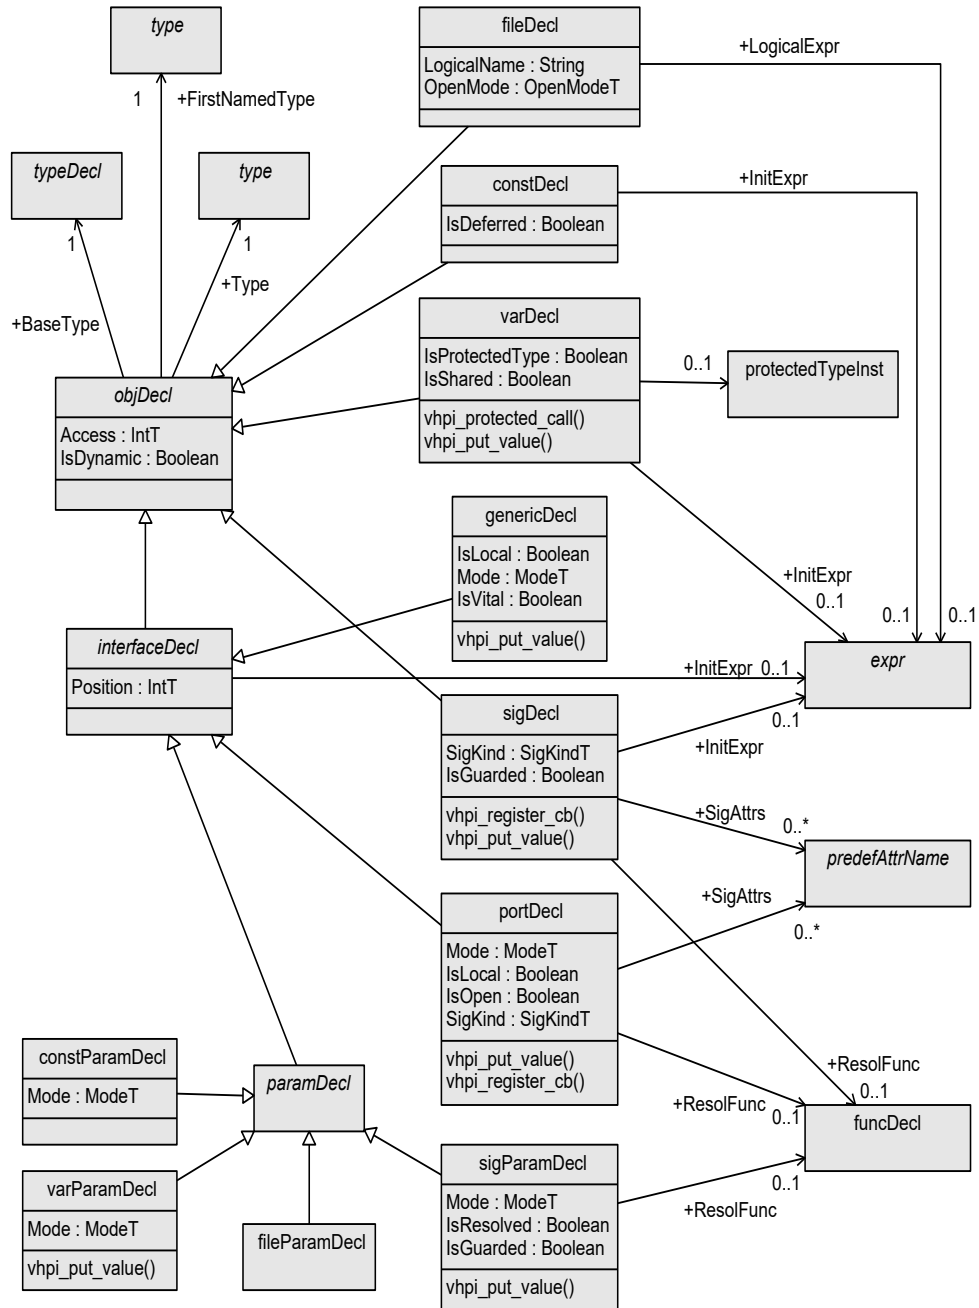 type
fileDecl
LogicalName : String
OpenMode : OpenModeT
+LogicalExpr
1
+FirstNamedType
typeDecl
type
constDecl
IsDeferred : Boolean
+InitExpr
1
1
+Type
+BaseType
varDecl
IsProtectedType : Boolean
IsShared : Boolean
vhpi_protected_call()
vhpi_put_value()
0..1
protectedTypeInst
objDecl
Access : IntT
IsDynamic : Boolean
genericDecl
IsLocal : Boolean
Mode : ModeT
IsVital : Boolean
vhpi_put_value()
+InitExpr
0..1
0..1
0..1
interfaceDecl
Position : IntT
+InitExpr
0..1
expr
sigDecl
SigKind : SigKindT
IsGuarded : Boolean
vhpi_register_cb()
vhpi_put_value()
0..1
+InitExpr
+SigAttrs
0..*
predefAttrName
+SigAttrs
0..*
portDecl
Mode : ModeT
IsLocal : Boolean
IsOpen : Boolean
SigKind : SigKindT
vhpi_put_value()
vhpi_register_cb()
constParamDecl
Mode : ModeT
paramDecl
+ResolFunc
0..1
+ResolFunc
0..1
funcDecl
varParamDecl
Mode : ModeT
vhpi_put_value()
fileParamDecl
sigParamDecl
Mode : ModeT
IsResolved : Boolean
IsGuarded : Boolean
vhpi_put_value()
0..1
+ResolFunc